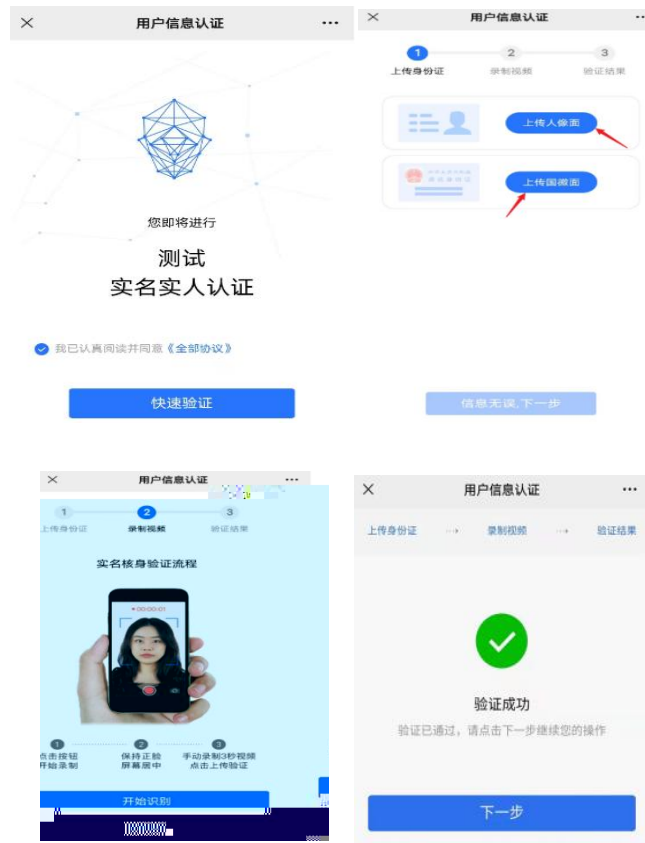 用户信息认证
您即将进行
测试
实名实人认证
我已认真阅读并同意《全部协议》
快速验证
用户信息认证
1 2 3
上传身份证 录制视频 验证结果
上传人像面
上传国徽面
信息无误,下一步
用户信息认证
1 2 3
上传身份证 录制视频 验证结果
实名核身验证流程
00:00:01
1 2 3
点击按钮 保持正脸 手动录制3秒视频
开始录制 屏幕居中 点击上传验证
开始识别
用户信息认证
上传身份证 录制视频 验证结果
验证成功
验证已通过，请点击下一步继续您的操作
下一步